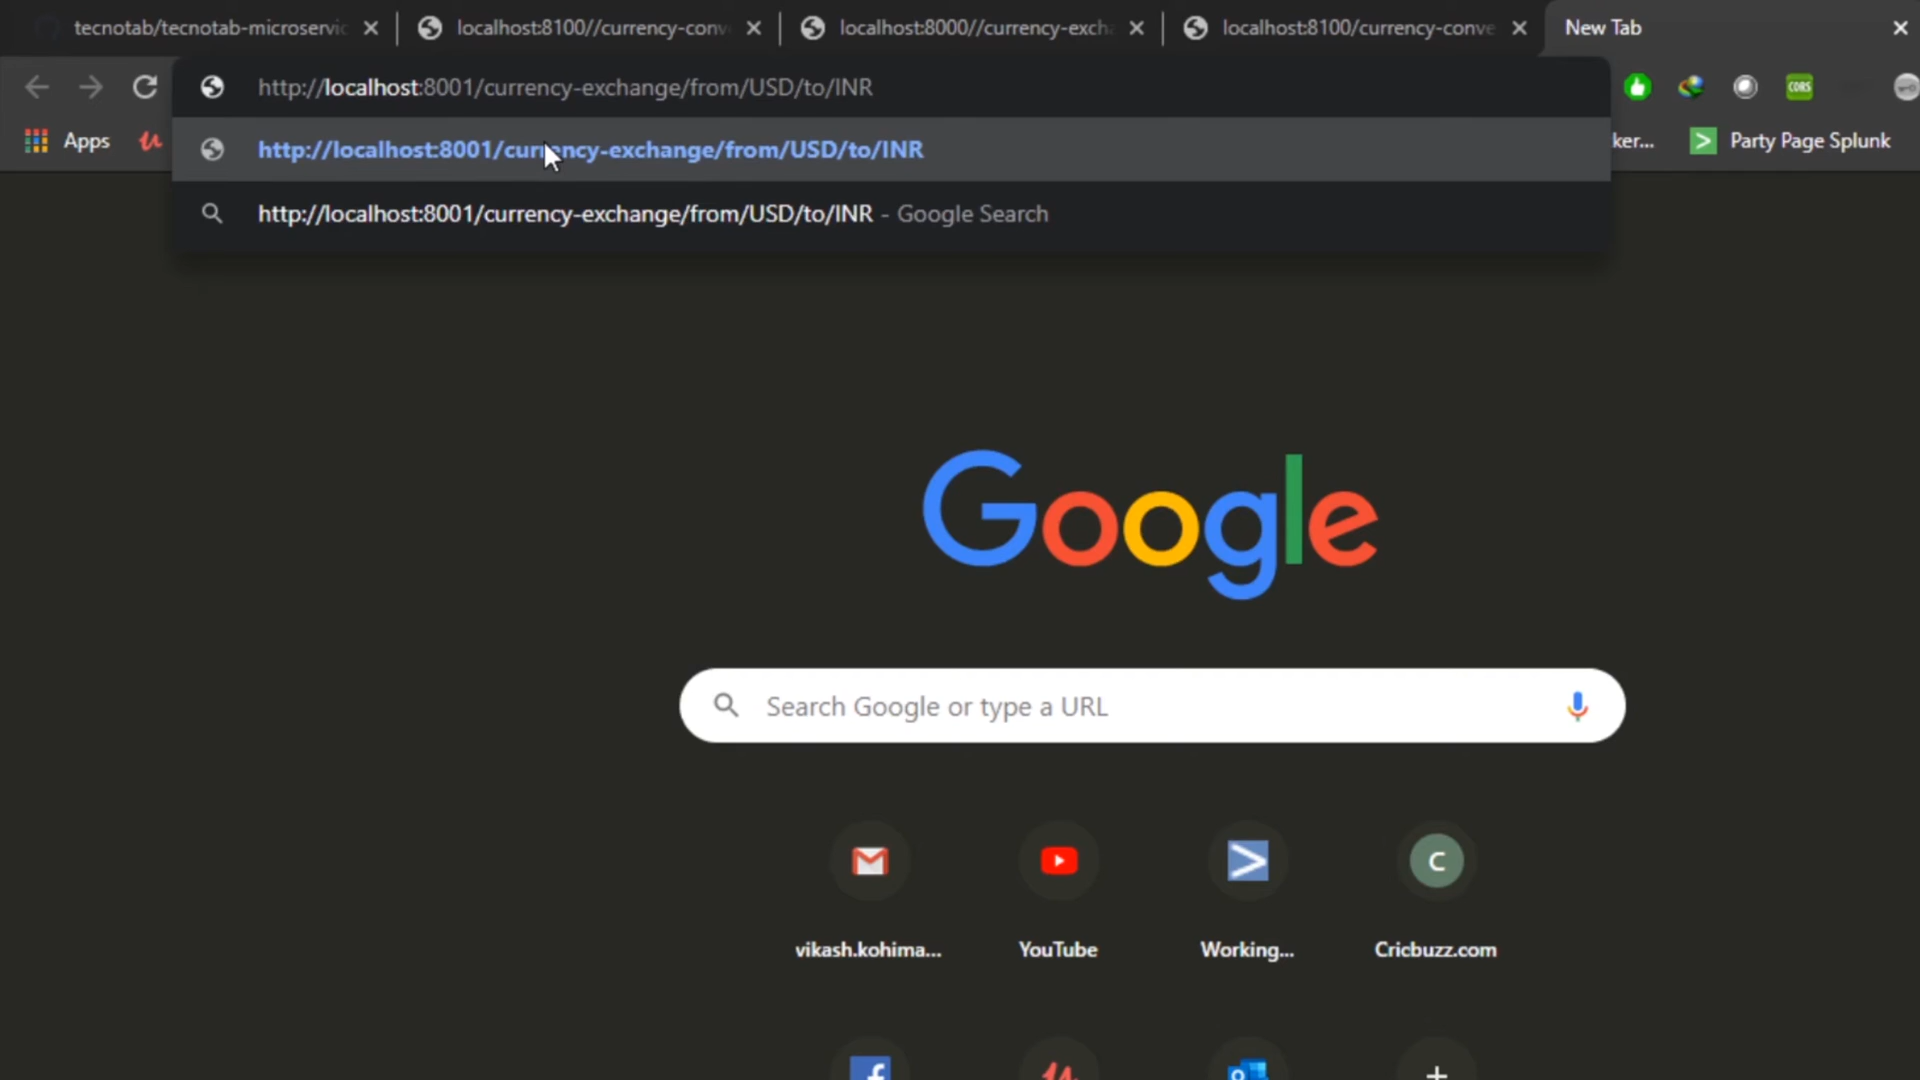 tecnotab/tecnotab-microservic
localhost:8100//currency-conv
localhost:8000//currency-exch
localhost:8100/currency-conve
New Tab
http://localhost:8001/currency-exchange/from/USD/to/INR
Apps
http://localhost:8001/currency-exchange/from/USD/to/INR
ker...
Party Page Splunk
http://localhost:8001/currency-exchange/from/USD/to/INR - Google Search
CORS
Google
Search Google or type a URL
C
vikash.kohima...
YouTube
Working...
Cricbuzz.com